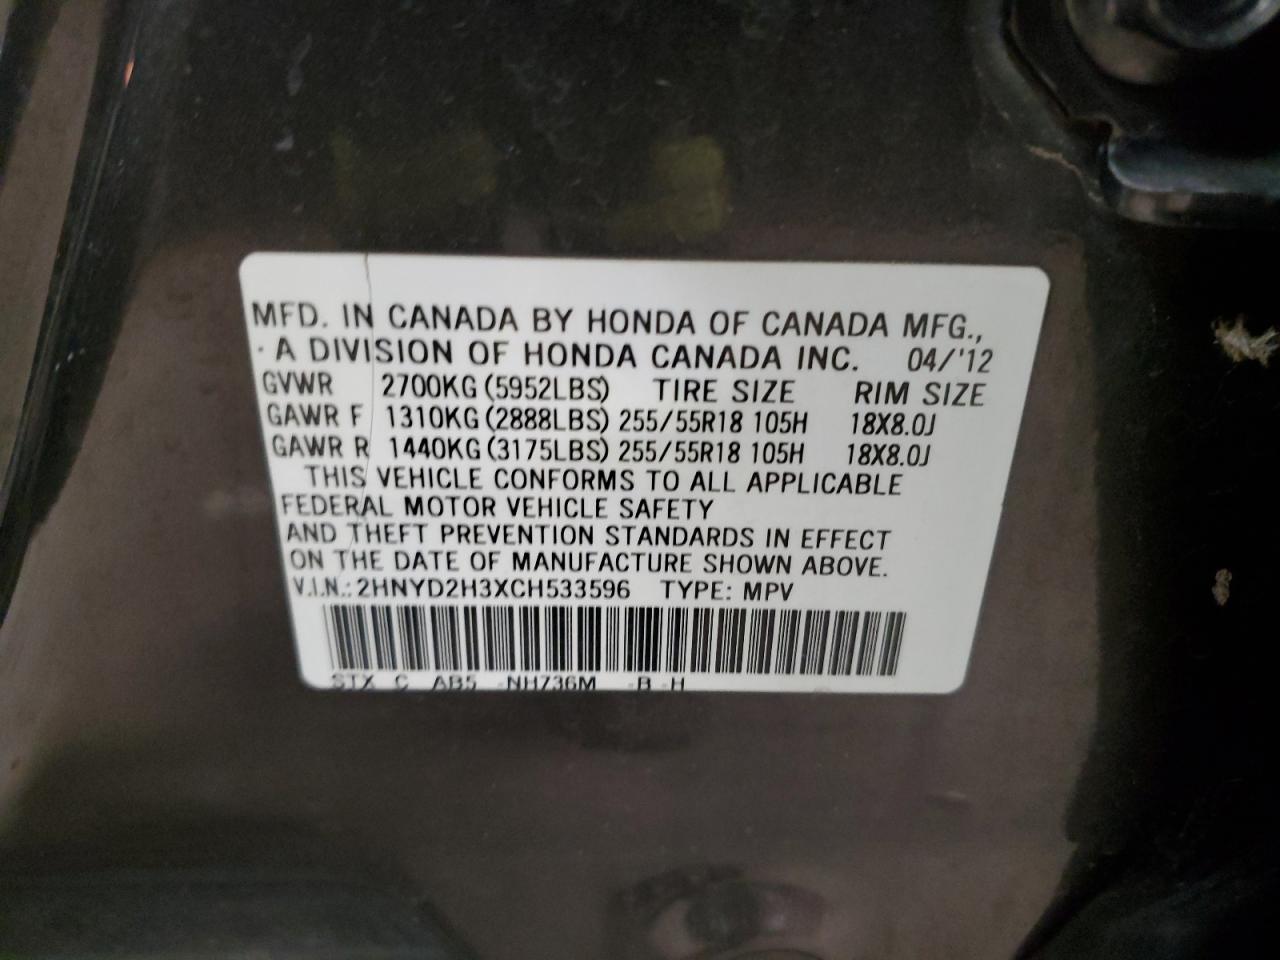 MFD. IN CANADA BY HONDA OF CANADA MFG.,
A DIVISION OF HONDA CANADA INC. 04/'12
GVWR 2700KG (5952LBS) TIRE SIZE RIM SIZE
GAWR F 1310KG (2888LBS) 255/55R18 105H 18X8.0J
GAWR R 1440KG (3175LBS) 255/55R18 105H 18X8.0J
THIS VEHICLE CONFORMS TO ALL APPLICABLE
FEDERAL MOTOR VEHICLE SAFETY
AND THEFT PREVENTION STANDARDS IN EFFECT
ON THE DATE OF MANUFACTURE SHOWN ABOVE.
V.I.N.: 2HNYD2H3XCH533596 TYPE: MPV
STX C AB5 -NH736M -B -H